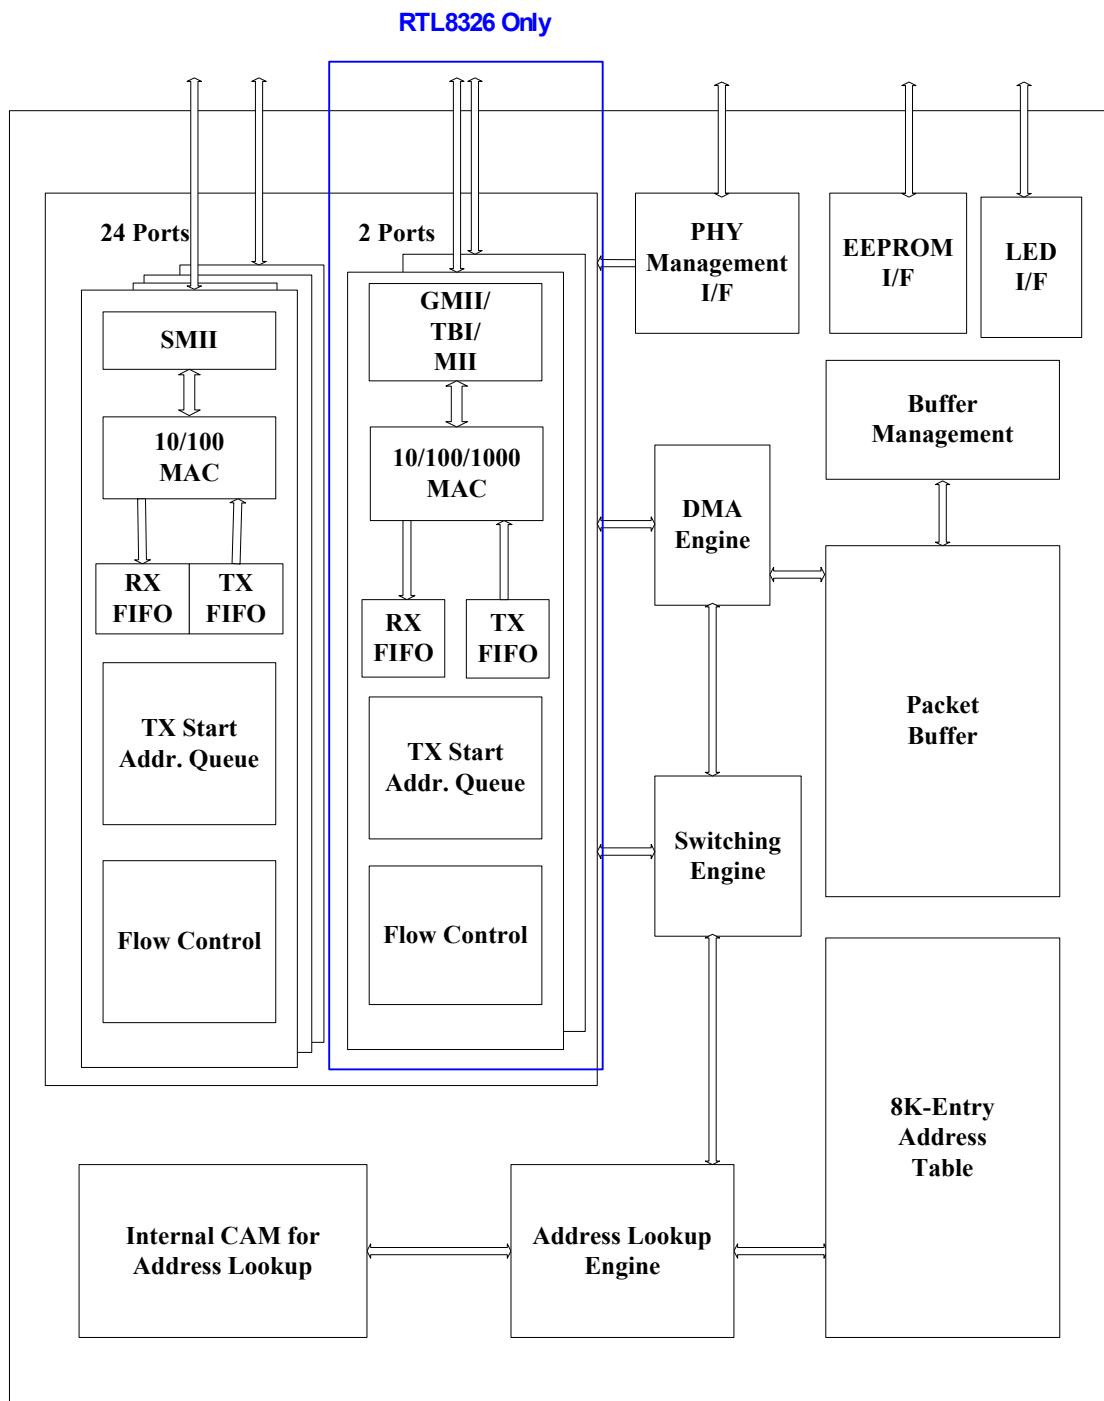 RTL8326 Only
24 Ports
SMII
10/100
MAC
RX
FIFO
TX
FIFO
TX Start
Addr. Queue
Flow Control
2 Ports
GMII/
TBI/
MII
10/100/1000
MAC
RX
FIFO
TX
FIFO
TX Start
Addr. Queue
Flow Control
PHY
Management
I/F
EEPROM
I/F
LED
I/F
Buffer
Management
DMA
Engine
Packet
Buffer
Switching
Engine
8K-Entry
Address
Table
Internal CAM for
Address Lookup
Address Lookup
Engine